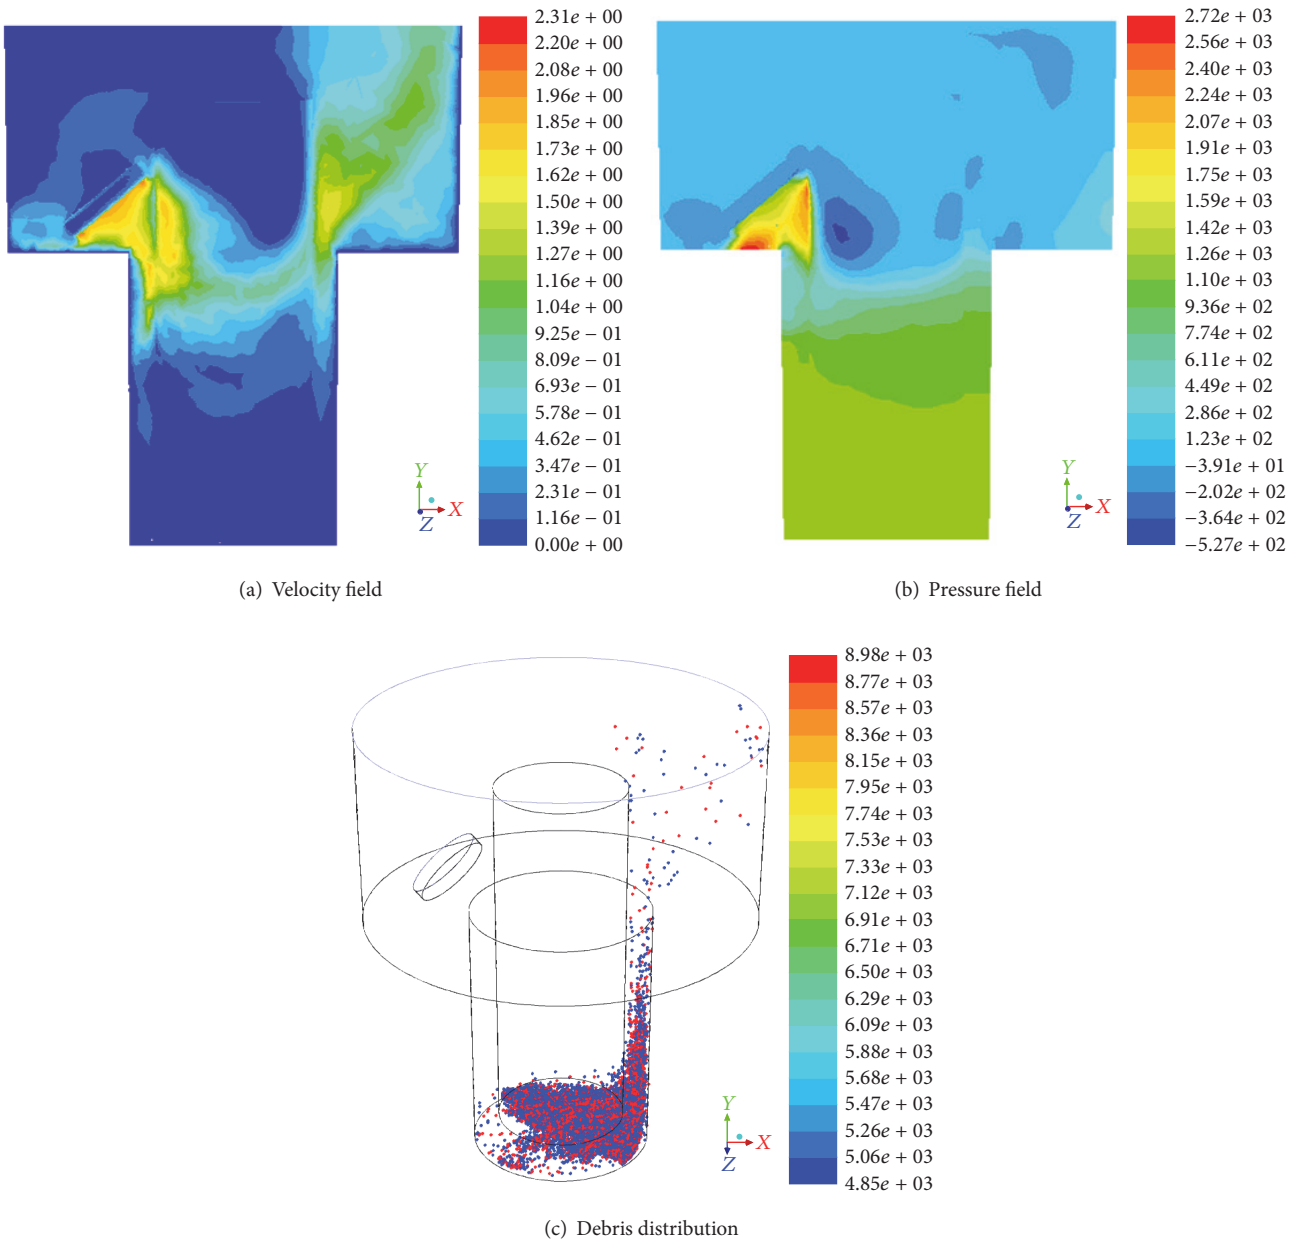 2.31e + 00
2.20e + 00
2.08e + 00
1.96e + 00
1.85e + 00
1.73e + 00
1.62e + 00
1.50e + 00
1.39e + 00
1.27e + 00
1.16e + 00
1.04e + 00
9.25e − 01
8.09e − 01
6.93e − 01
5.78e − 01
4.62e − 01
3.47e − 01
2.31e − 01
1.16e − 01
0.00e + 00
Y
X
Z
(a) Velocity field
2.72e + 03
2.56e + 03
2.40e + 03
2.24e + 03
2.07e + 03
1.91e + 03
1.75e + 03
1.59e + 03
1.42e + 03
1.26e + 03
1.10e + 03
9.36e + 02
7.74e + 02
6.11e + 02
4.49e + 02
2.86e + 02
1.23e + 02
−3.91e + 01
−2.02e + 02
−3.64e + 02
−5.27e + 02
Y
X
Z
(b) Pressure field
8.98e + 03
8.77e + 03
8.57e + 03
8.36e + 03
8.15e + 03
7.95e + 03
7.74e + 03
7.53e + 03
7.33e + 03
7.12e + 03
6.91e + 03
6.71e + 03
6.50e + 03
6.29e + 03
6.09e + 03
5.88e + 03
5.68e + 03
5.47e + 03
5.26e + 03
5.06e + 03
4.85e + 03
Y
X
Z
(c) Debris distribution